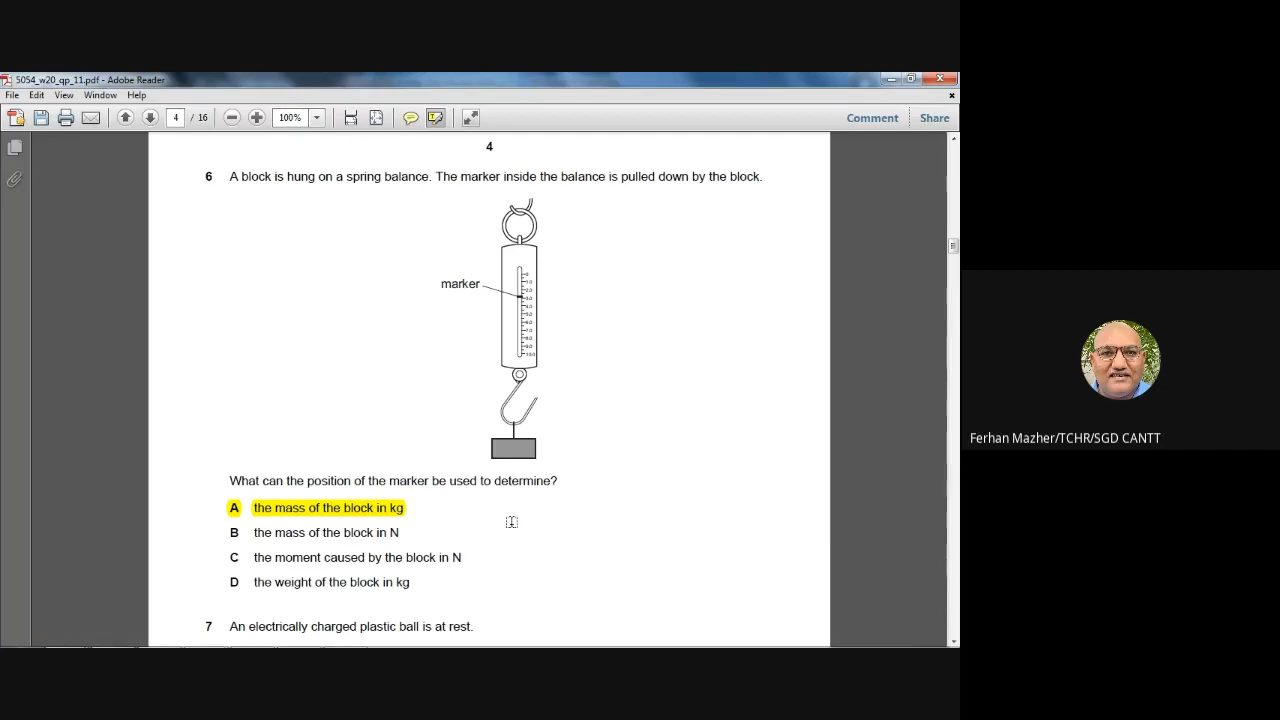 5054_w20_qp_11.pdf - Adobe Reader
File Edit View Window Help
4 / 16 100% Comment Share
4
6 A block is hung on a spring balance. The marker inside the balance is pulled down by the block.
marker
What can the position of the marker be used to determine?
A the mass of the block in kg
B the mass of the block in N
C the moment caused by the block in N
D the weight of the block in kg
7 An electrically charged plastic ball is at rest.
Ferhan Mazher/TCHR/SGD CANTT